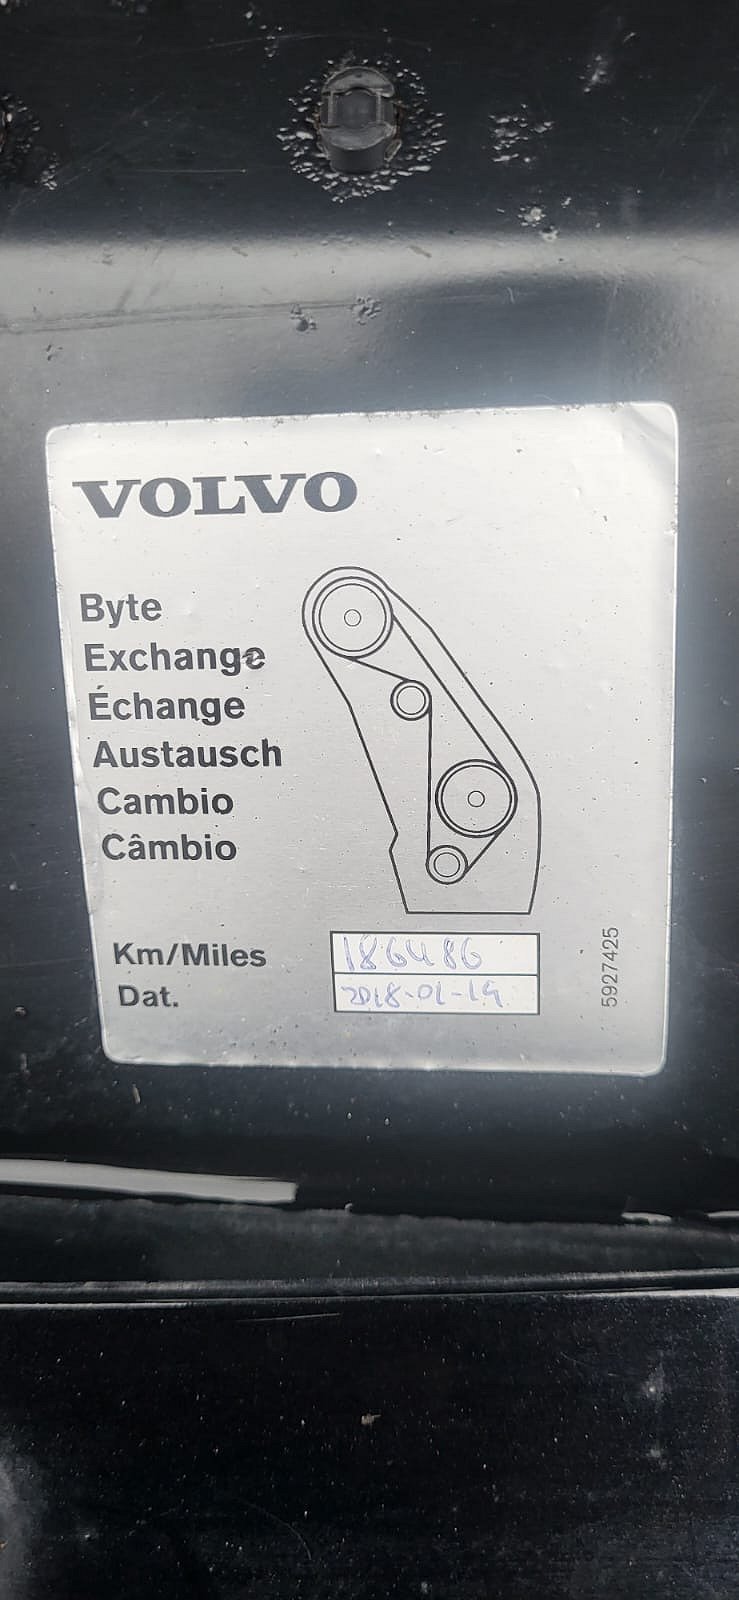 VOLVO
Byte
Exchange
Échange
Austausch
Cambio
Câmbio
Km/Miles 186486
Dat. 2018-01-19
5927425